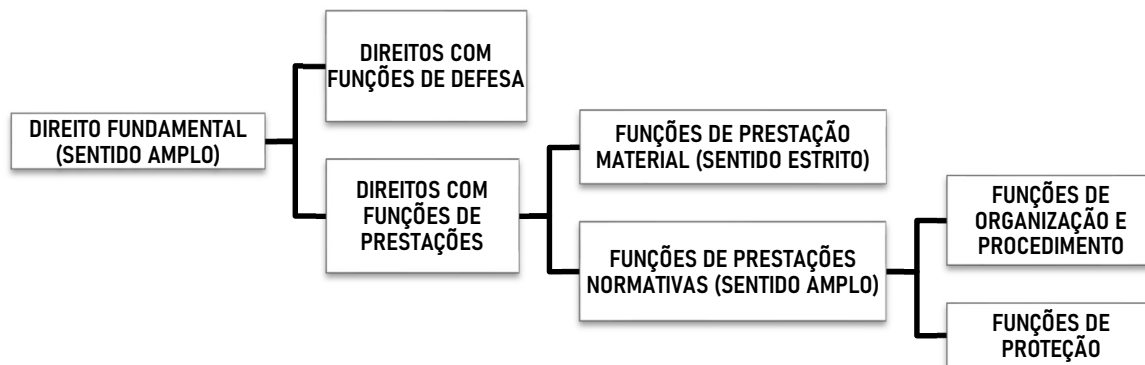 DIREITO FUNDAMENTAL
(SENTIDO AMPLO)
DIREITOS COM
FUNÇÕES DE DEFESA
DIREITOS COM
FUNÇÕES DE
PRESTAÇÕES
FUNÇÕES DE PRESTAÇÃO
MATERIAL (SENTIDO ESTRITO)
FUNÇÕES DE PRESTAÇÕES
NORMATIVAS (SENTIDO AMPLO)
FUNÇÕES DE
ORGANIZAÇÃO E
PROCEDIMENTO
FUNÇÕES DE
PROTEÇÃO